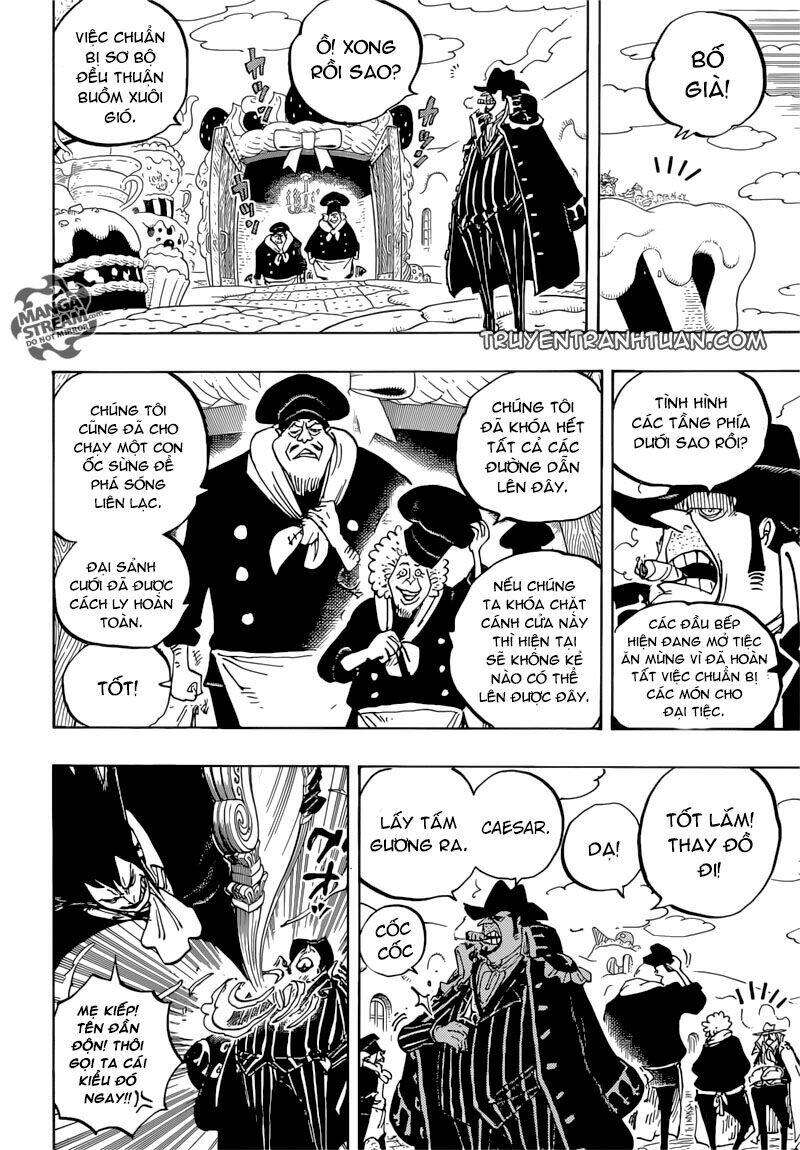 BỐ
GIÀ!
Ồ! XONG
RỒI SAO?
VIỆC CHUẨN
BỊ SƠ BỘ
ĐỀU THUẬN
BUỒM XUÔI
GIÓ.
MANGA
STREAM.com
DO NOT MIRROR!
TRUYENTRANHTUAN.COM
TÌNH HÌNH
CÁC TẦNG PHÍA
DƯỚI SAO RỒI?
CÁC ĐẦU BẾP
HIỆN ĐANG MỞ TIỆC
ĂN MỪNG VÌ ĐÃ HOÀN
TẤT VIỆC CHUẨN BỊ
CÁC MÓN CHO
ĐẠI TIỆC.
CHÚNG TÔI
ĐÃ KHÓA HẾT
TẤT CẢ CÁC
ĐƯỜNG DẪN
LÊN ĐÂY.
NẾU CHÚNG
TA KHÓA CHẶT
CÁNH CỬA NÀY
THÌ HIỆN TẠI
SẼ KHÔNG KẺ
NÀO CÓ THỂ
LÊN ĐƯỢC ĐÂY.
CHÚNG TÔI
CŨNG ĐÃ CHO
CHẠY MỘT CON
ỐC SỪNG ĐỂ
PHÁ SÓNG
LIÊN LẠC.
ĐẠI SẢNH
CƯỚI ĐÃ ĐƯỢC
CÁCH LY HOÀN
TOÀN.
TỐT!
TỐT LẮM!
THAY ĐỒ
ĐI!
DẠ!
CAESAR.
LẤY TẤM
GƯƠNG RA.
CỐC
CỐC
MẸ KIẾP!
TÊN ĐẦN
ĐỘN! THÔI
GỌI TA CÁI
KIỂU ĐÓ
NGAY!!